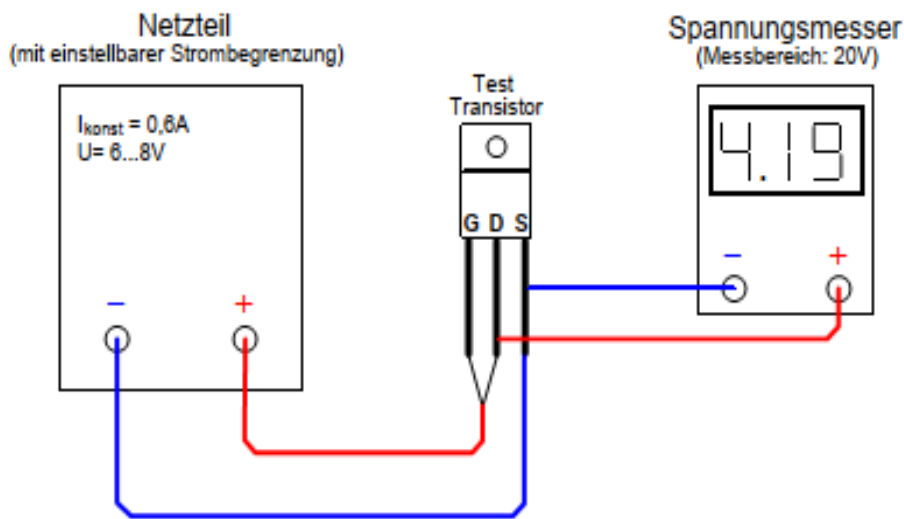 Netzteil
(mit einstellbarer Strombegrenzung)
Spannungsmesser
(Messbereich: 20V)
Test
Transistor
Ikonst = 0,6A
U= 6...8V
4.19
G D S
− +
− +